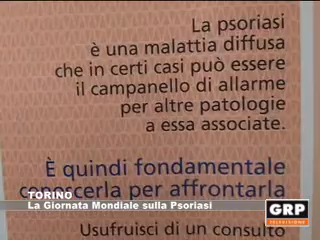 La psoriasi
è una malattia diffusa
che in certi casi può essere
il campanello di allarme
per altre patologie
a essa associate.
È quindi fondamentale
conoscerla per affrontarla
TORINO
La Giornata Mondiale sulla Psoriasi
GRP
televisione
Usufruisci di un consulto